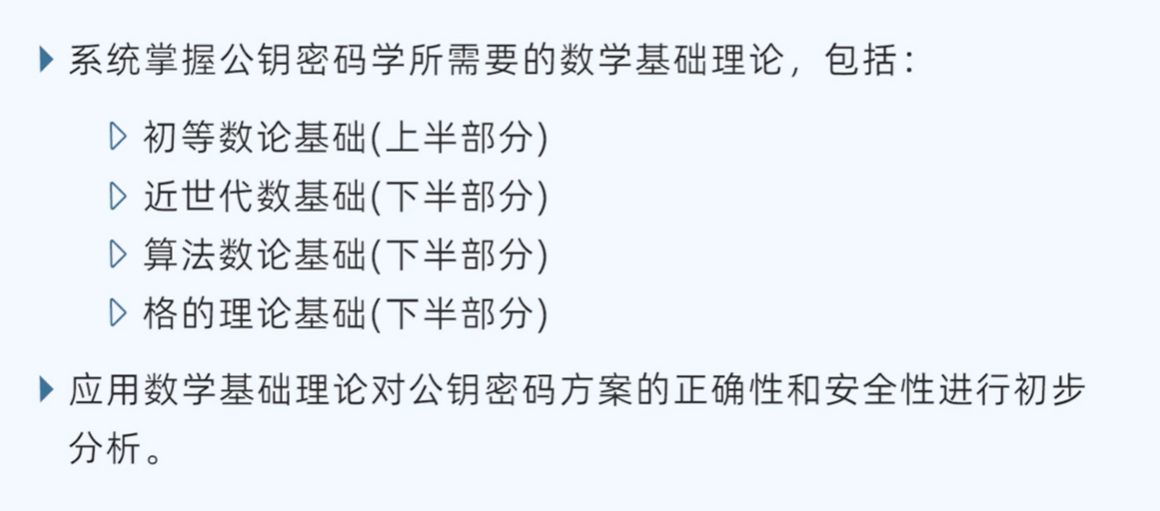 系统掌握公钥密码学所需要的数学基础理论，包括：
初等数论基础(上半部分)
近世代数基础(下半部分)
算法数论基础(下半部分)
格的理论基础(下半部分)
应用数学基础理论对公钥密码方案的正确性和安全性进行初步
分析。